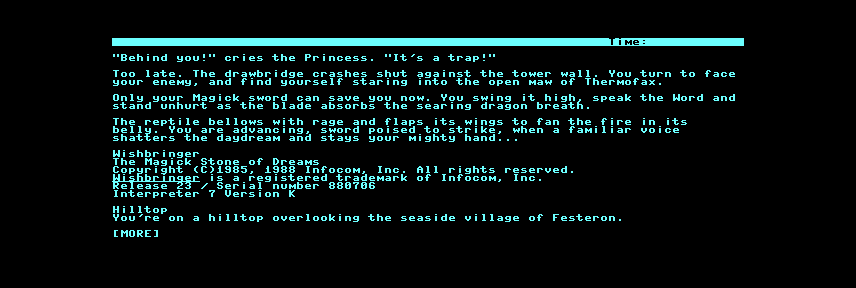 Time:
"Behind you!" cries the Princess. "It's a trap!"
Too late. The drawbridge crashes shut against the tower wall. You turn to face
your enemy, and find yourself staring into the open maw of Thermofax.
Only your Magick sword can save you now. You swing it high, speak the Word and
stand unhurt as the blade absorbs the searing dragon breath.
The reptile bellows with rage and flaps its wings to fan the fire in its
belly. You are advancing, sword poised to strike, when a familiar voice
shatters the daydream and stays your mighty hand...
Wishbringer
The Magick Stone of Dreams
Copyright (C)1985, 1988 Infocom, Inc. All rights reserved.
Wishbringer is a registered trademark of Infocom, Inc.
Release 23 / Serial number 880706
Interpreter 7 Version K
Hilltop
You're on a hilltop overlooking the seaside village of Festeron.
[MORE]